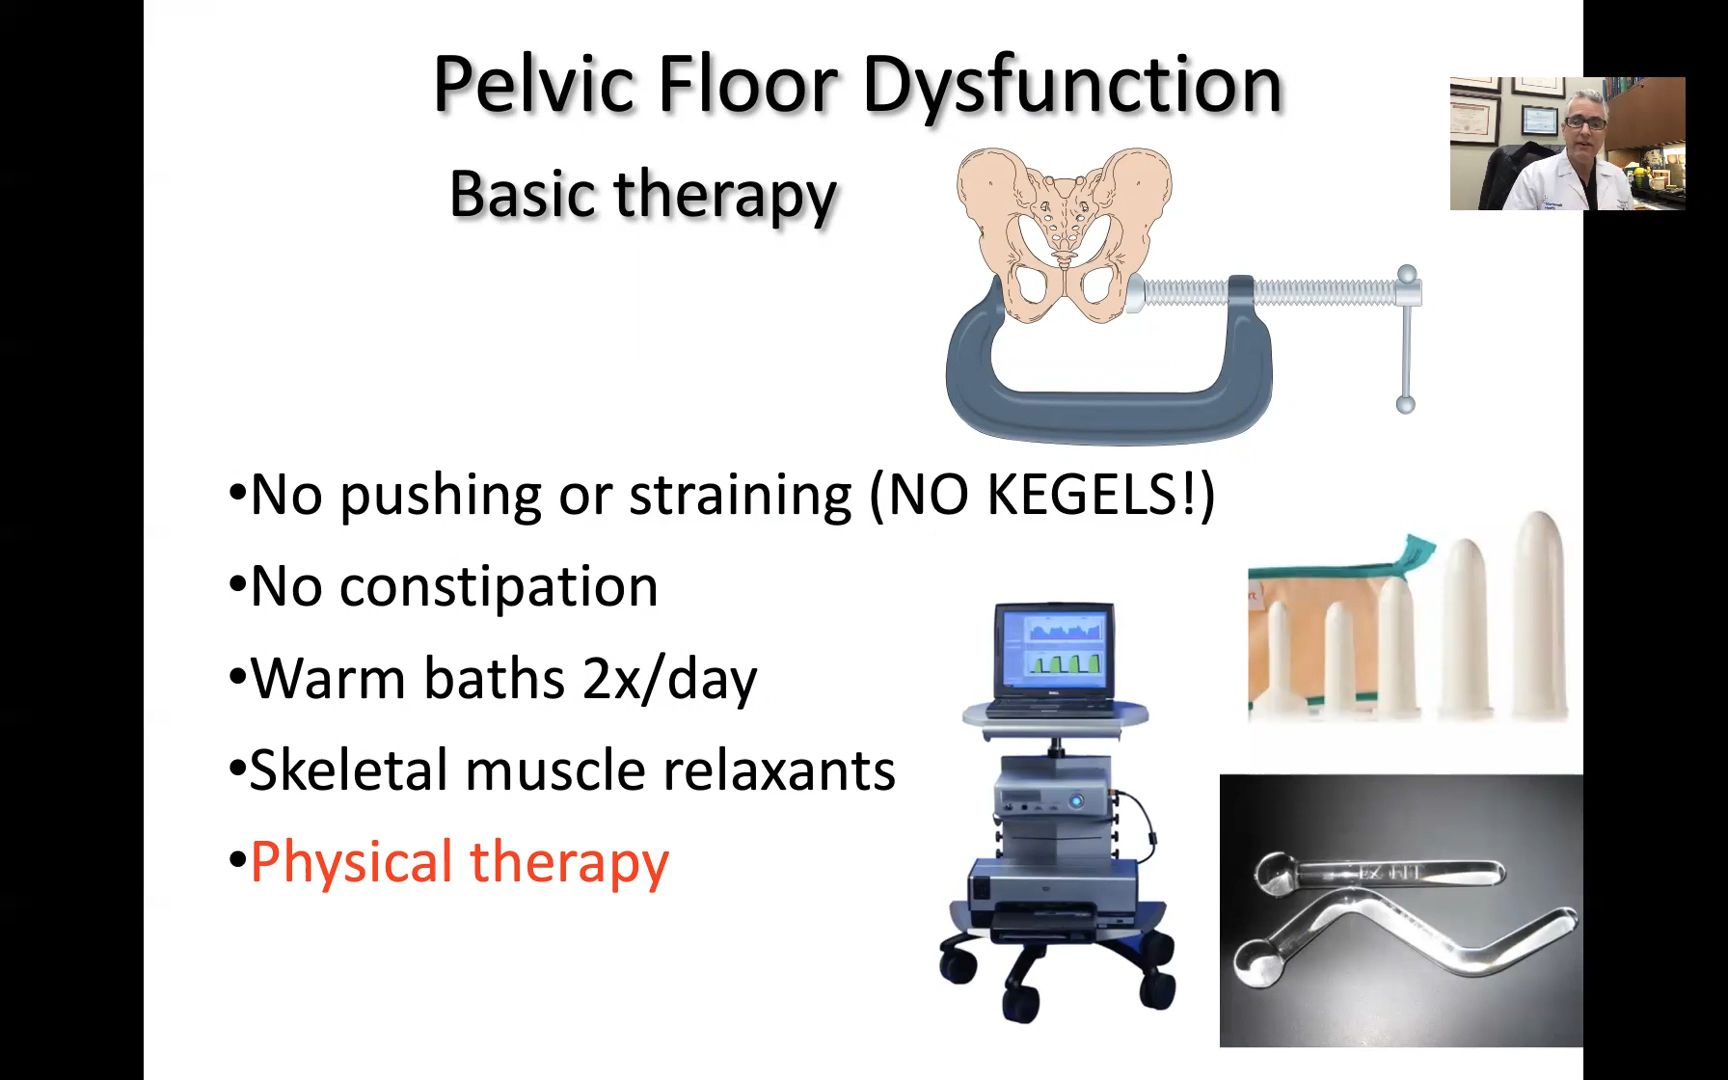 Pelvic Floor Dysfunction
Basic therapy
•No pushing or straining (NO KEGELS!)
•No constipation
•Warm baths 2x/day
•Skeletal muscle relaxants
•Physical therapy
DELL